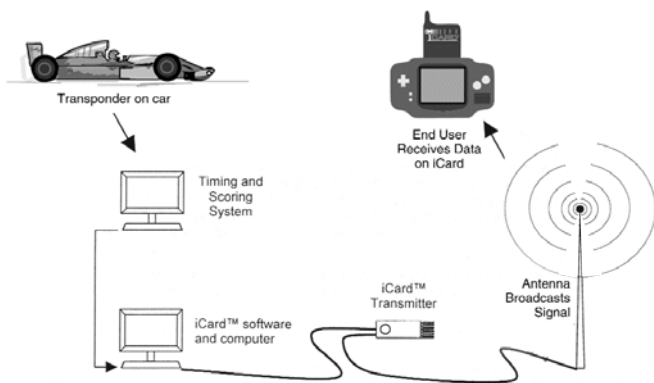 Transponder on car
End User
Receives Data
on iCard
Timing and
Scoring
System
iCard™
Transmitter
Antenna
Broadcasts
Signal
iCard™ software
and computer